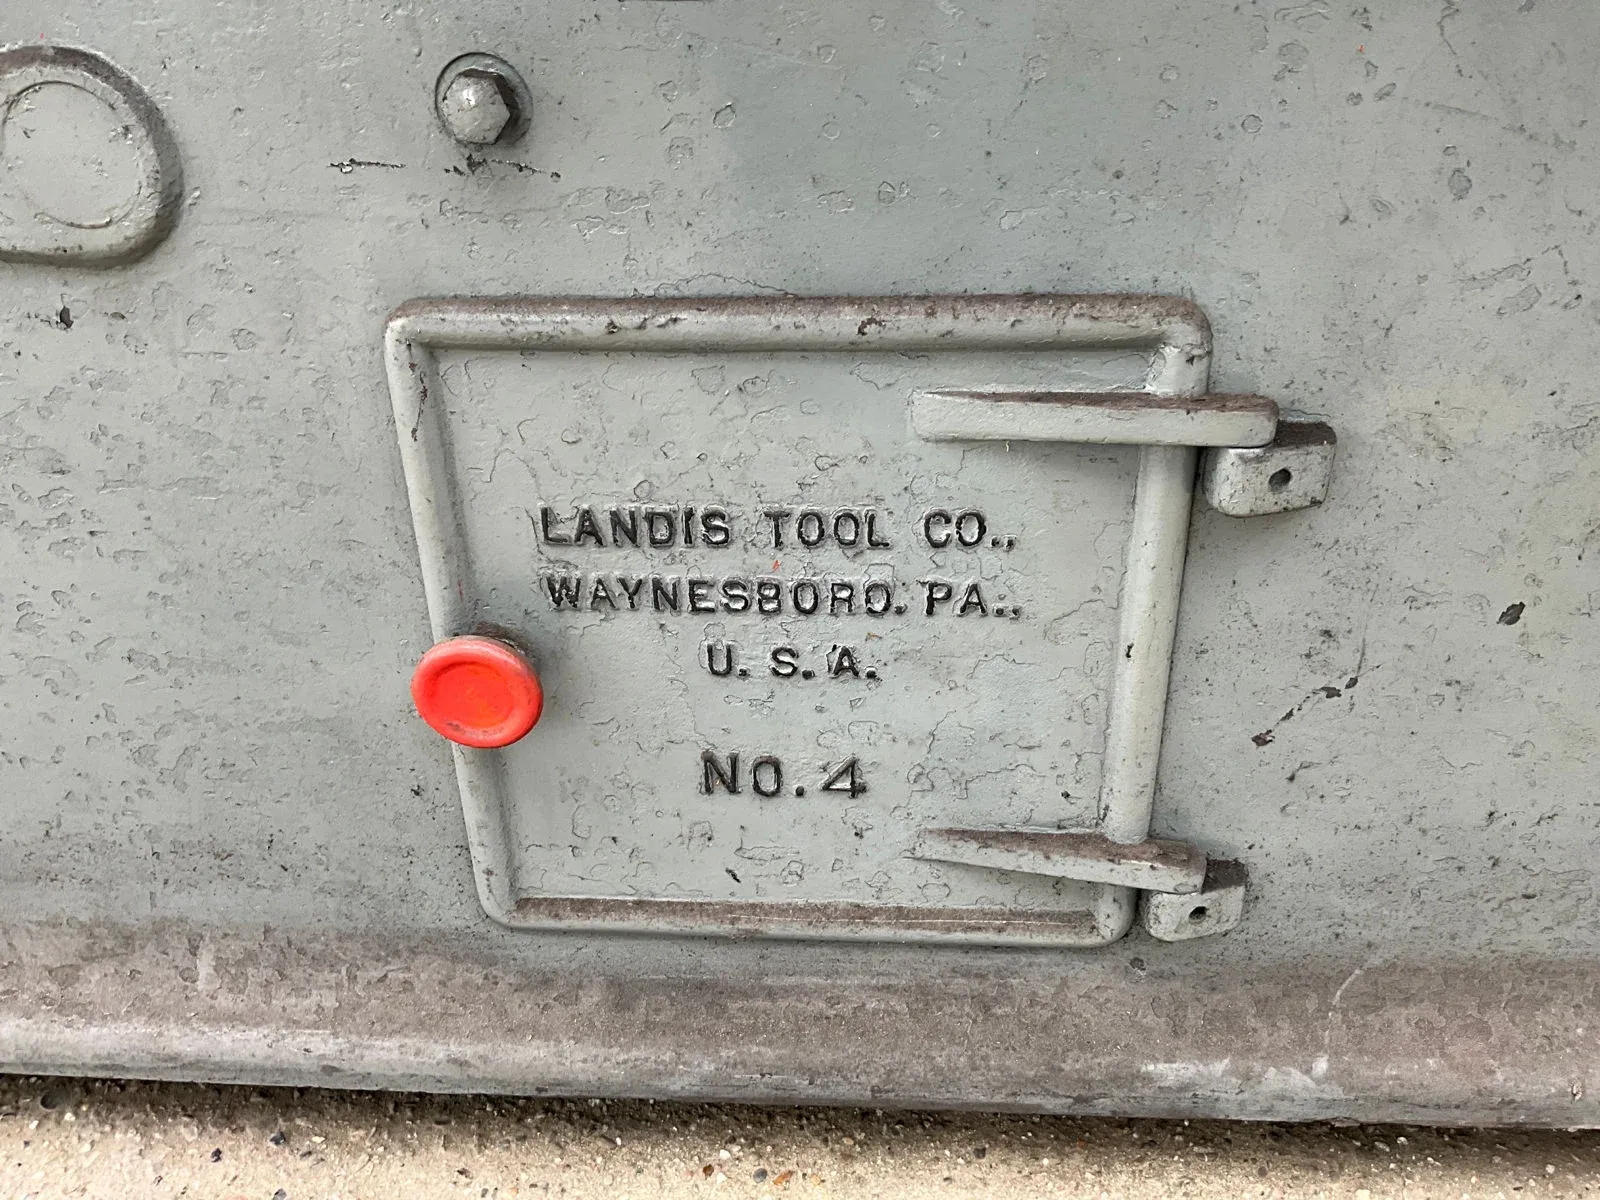 LANDIS TOOL CO.,
WAYNESBORO. PA.,
U. S. A.
NO. 4